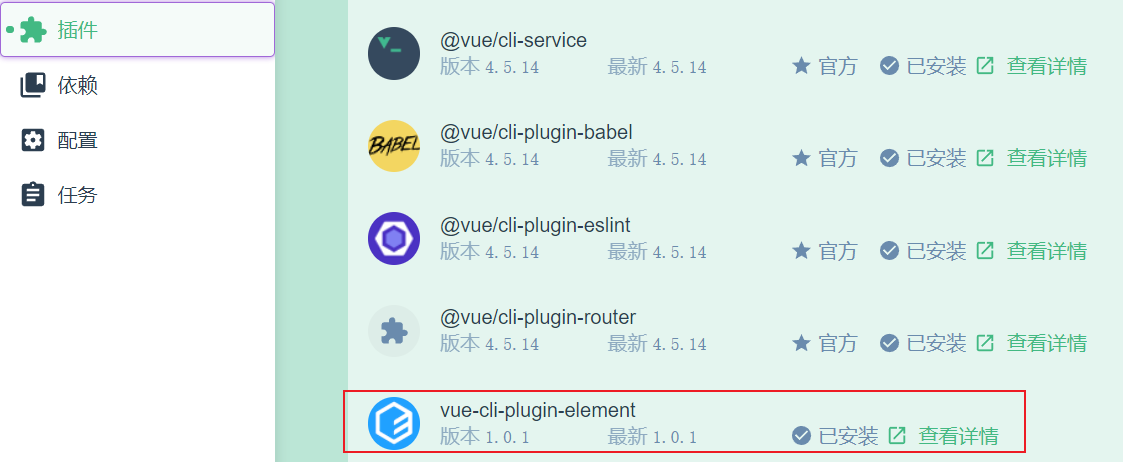 插件
依赖
配置
任务
@vue/cli-service
版本 4.5.14 最新 4.5.14 官方 已安装 查看详情
BABEL
@vue/cli-plugin-babel
版本 4.5.14 最新 4.5.14 官方 已安装 查看详情
@vue/cli-plugin-eslint
版本 4.5.14 最新 4.5.14 官方 已安装 查看详情
@vue/cli-plugin-router
版本 4.5.14 最新 4.5.14 官方 已安装 查看详情
vue-cli-plugin-element
版本 1.0.1 最新 1.0.1 已安装 查看详情